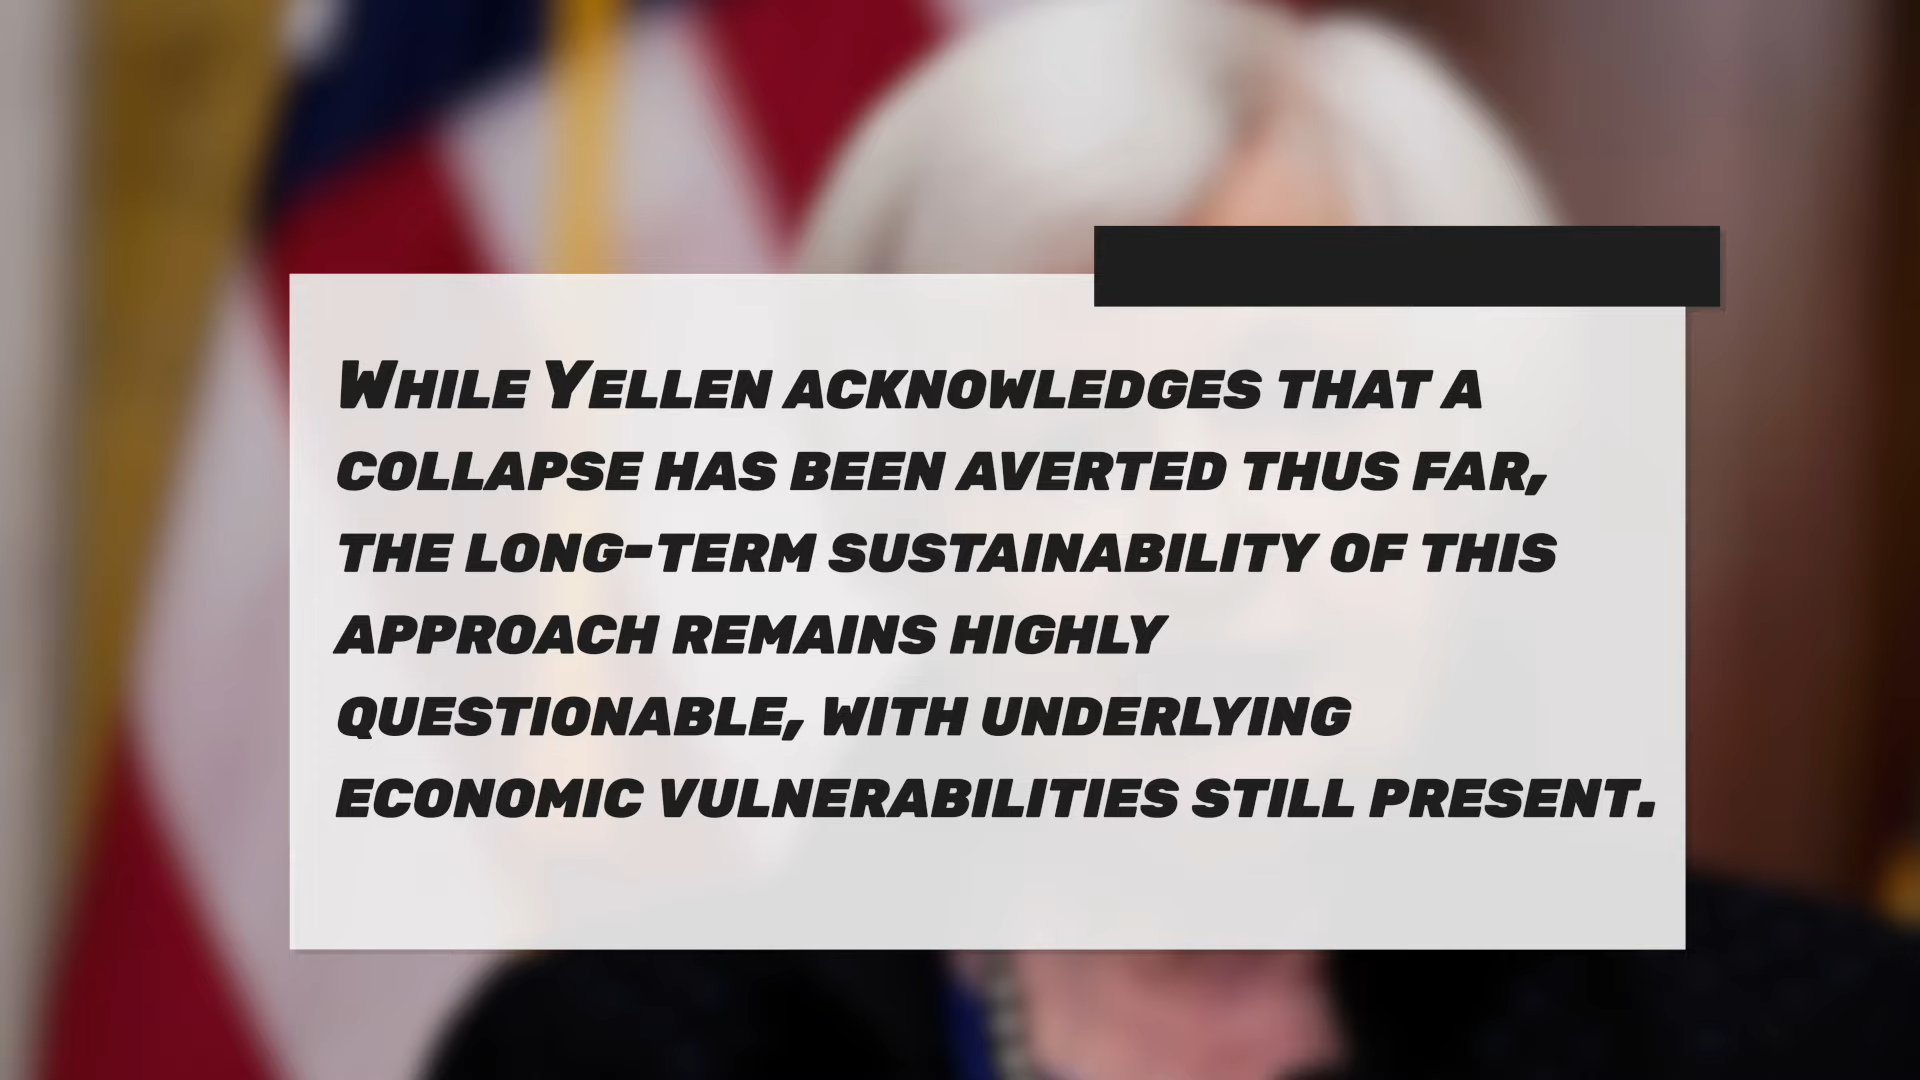 While Yellen acknowledges that a
collapse has been averted thus far,
the long-term sustainability of this
approach remains highly
questionable, with underlying
economic vulnerabilities still present.